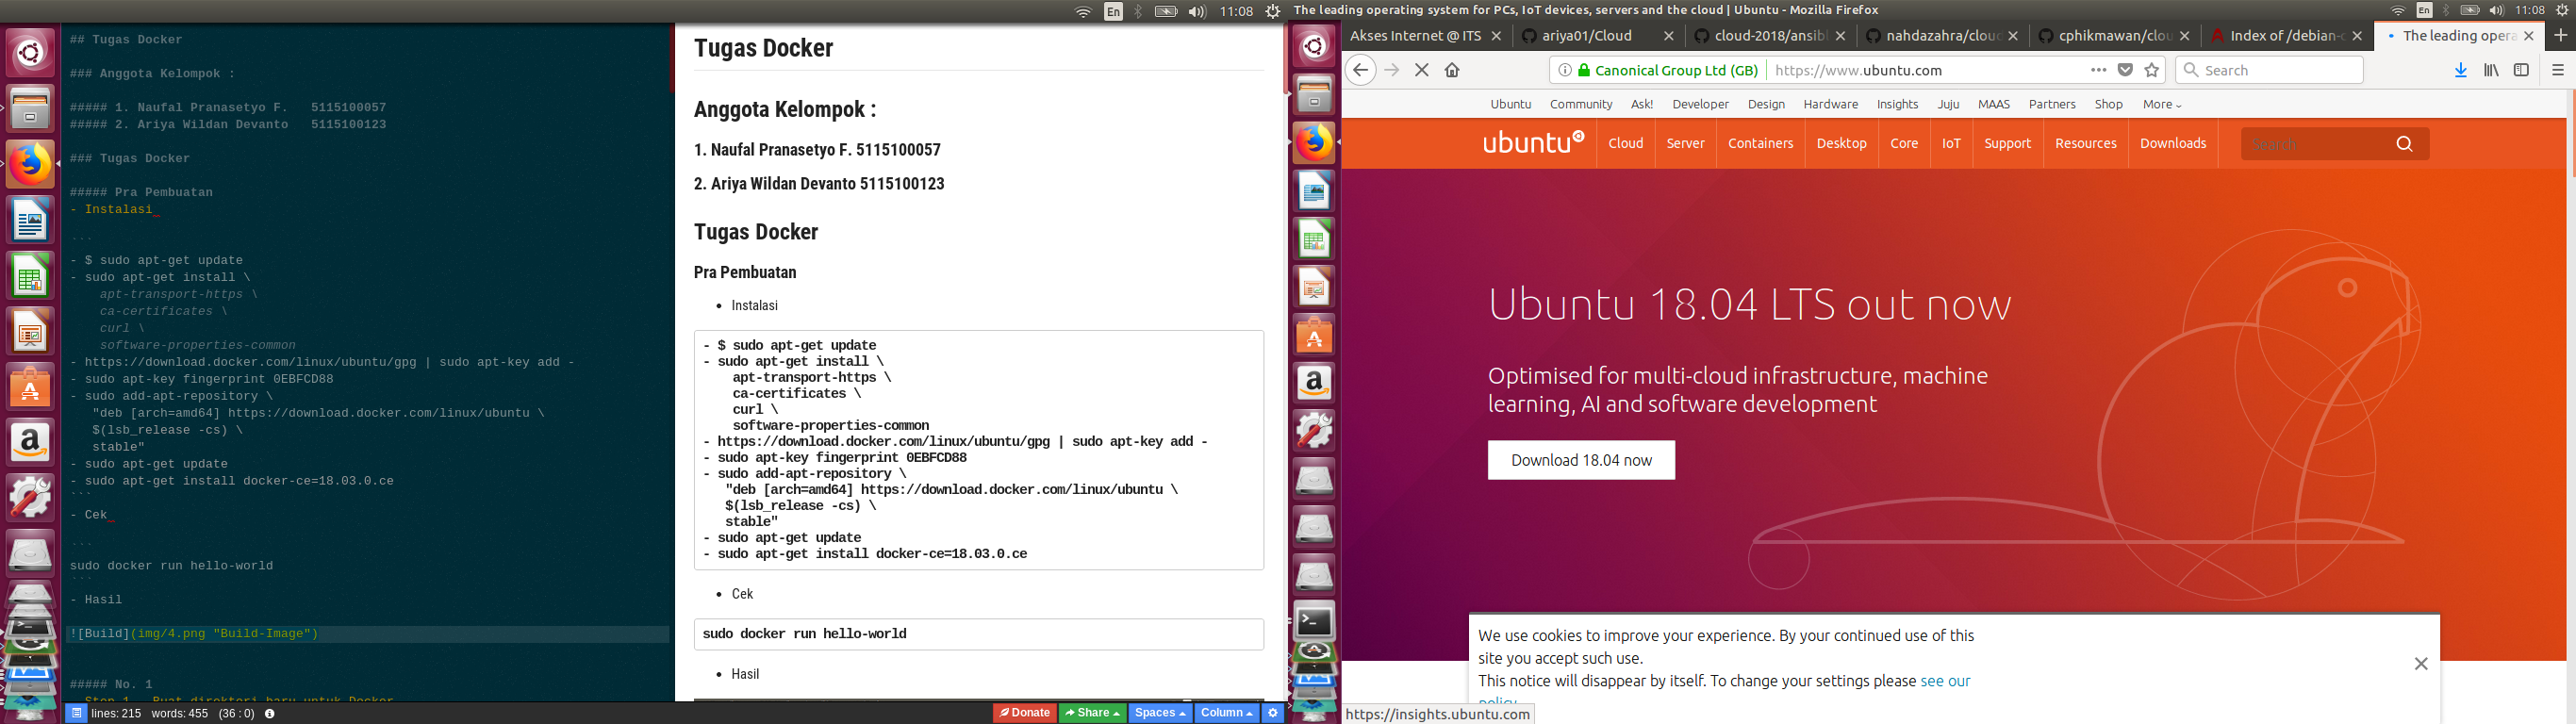 En
11:08
## Tugas Docker
### Anggota Kelompok :
##### 1. Naufal Pranasetyo F.   5115100057
##### 2. Ariya Wildan Devanto   5115100123
### Tugas Docker
##### Pra Pembuatan
- Instalasi
```
- $ sudo apt-get update
- sudo apt-get install \
apt-transport-https \
ca-certificates \
curl \
software-properties-common
- https://download.docker.com/linux/ubuntu/gpg | sudo apt-key add -
- sudo apt-key fingerprint 0EBFCD88
- sudo add-apt-repository \
"deb [arch=amd64] https://download.docker.com/linux/ubuntu \
$(lsb_release -cs) \
stable"
- sudo apt-get update
- sudo apt-get install docker-ce=18.03.0.ce
```
- Cek
```
sudo docker run hello-world
```
- Hasil
![Build](img/4.png "Build-Image")
##### No. 1
- Step 1 - Buat direktori baru untuk Docker
lines: 215   words: 455   (36 : 0)
Donate
Share
Spaces
Column
Tugas Docker
Anggota Kelompok :
1. Naufal Pranasetyo F. 5115100057
2. Ariya Wildan Devanto 5115100123
Tugas Docker
Pra Pembuatan
• Instalasi
- $ sudo apt-get update
- sudo apt-get install \
apt-transport-https \
ca-certificates \
curl \
software-properties-common
- https://download.docker.com/linux/ubuntu/gpg | sudo apt-key add -
- sudo apt-key fingerprint 0EBFCD88
- sudo add-apt-repository \
"deb [arch=amd64] https://download.docker.com/linux/ubuntu \
$(lsb_release -cs) \
stable"
- sudo apt-get update
- sudo apt-get install docker-ce=18.03.0.ce
• Cek
sudo docker run hello-world
• Hasil
The leading operating system for PCs, IoT devices, servers and the cloud | Ubuntu - Mozilla Firefox
En
11:08
Akses Internet @ ITS
ariya01/Cloud
cloud-2018/ansibl
nahdazahra/cloud
cphikmawan/clou
Index of /debian-c
The leading opera
Canonical Group Ltd (GB)
https://www.ubuntu.com
Search
Ubuntu Community Ask! Developer Design Hardware Insights Juju MAAS Partners Shop More
ubuntu
Cloud Server Containers Desktop Core IoT Support Resources Downloads
Search
Ubuntu 18.04 LTS out now
Optimised for multi-cloud infrastructure, machine
learning, AI and software development
Download 18.04 now
We use cookies to improve your experience. By your continued use of this
site you accept such use.
This notice will disappear by itself. To change your settings please see our
policy
https://insights.ubuntu.com